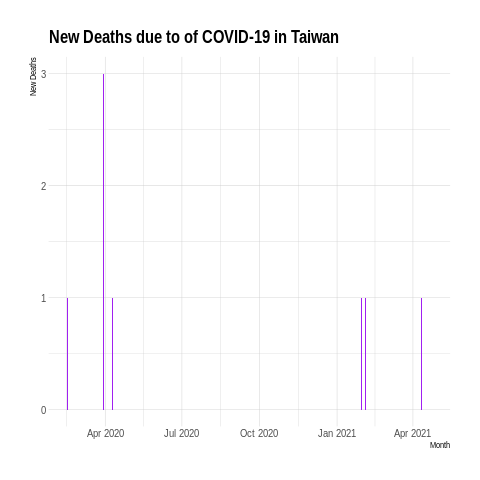 New Deaths due to of COVID-19 in Taiwan
New Deaths
3
2
1
0
Apr 2020 Jul 2020 Oct 2020 Jan 2021 Apr 2021
Month